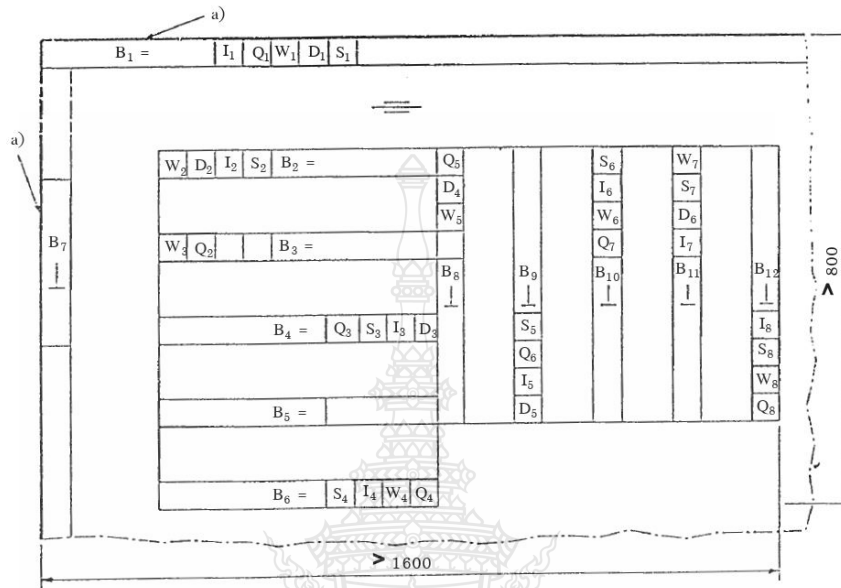 a)
B₁ = I₁ Q₁ W₁ D₁ S₁
a)
W₂ D₂ I₂ S₂ B₂ = Q₅ S₆ W₇
D₄ I₆ S₇
W₅ W₆ D₆
W₃ Q₂ B₃ = Q₇ I₇
B₇ B₈ B₉ B₁₀ B₁₁ B₁₂
> 800
B₄ = Q₃ S₃ I₃ D₃ S₅ I₈
Q₆ S₈
I₅ W₈
B₅ = D₅ Q₈
B₆ = S₄ I₄ W₄ Q₄
> 1600